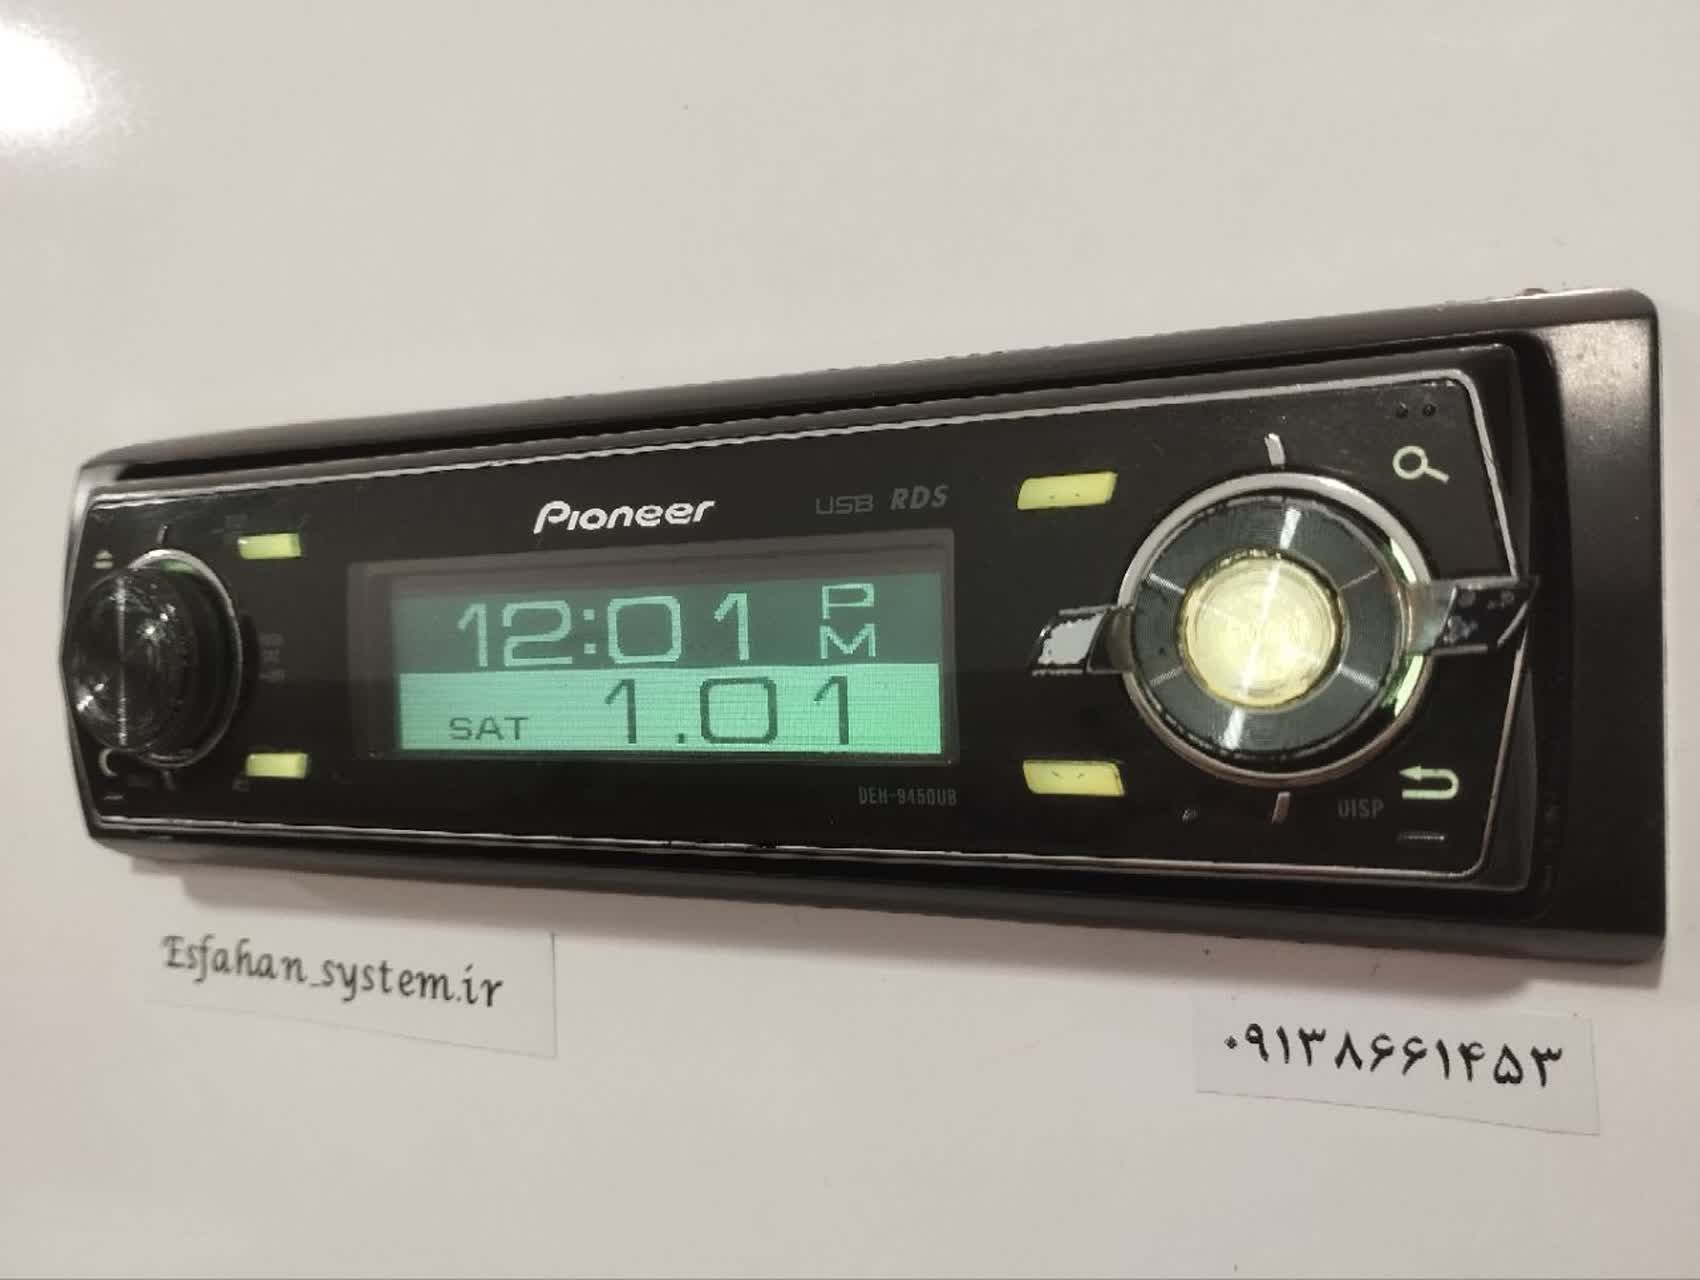 Pioneer
USB RDS
12:01 PM
SAT 1.01
DEH-9450UB
DISP
Esfahan_system.ir
۰۹۱۳۸۶۶۱۴۵۳